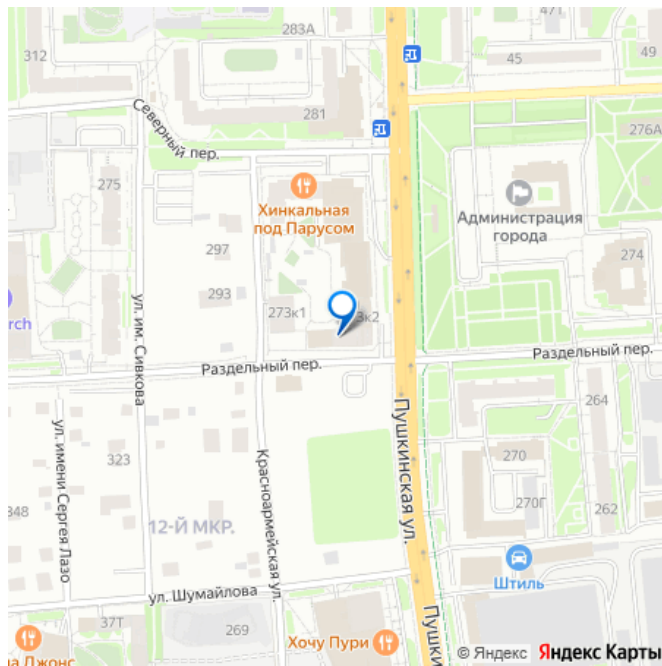 283А
47Т
312
45
281
276А
Северный пер.
275
Хинкальная
под Парусом
Администрация
города
297
274
293
273к1
3к2
rch
ул. им. Сивкова
Раздельный пер.
Раздельный пер.
264
Пушкинская ул.
ул. имени Сергея Лазо
323
Красноармейская ул.
270
348
12-Й МКР.
270Г
262
Штиль
ул. Шумайлова
37Т
269
Хочу Пури
Пушки
а Джонс
© Яндекс Яндекс Карты